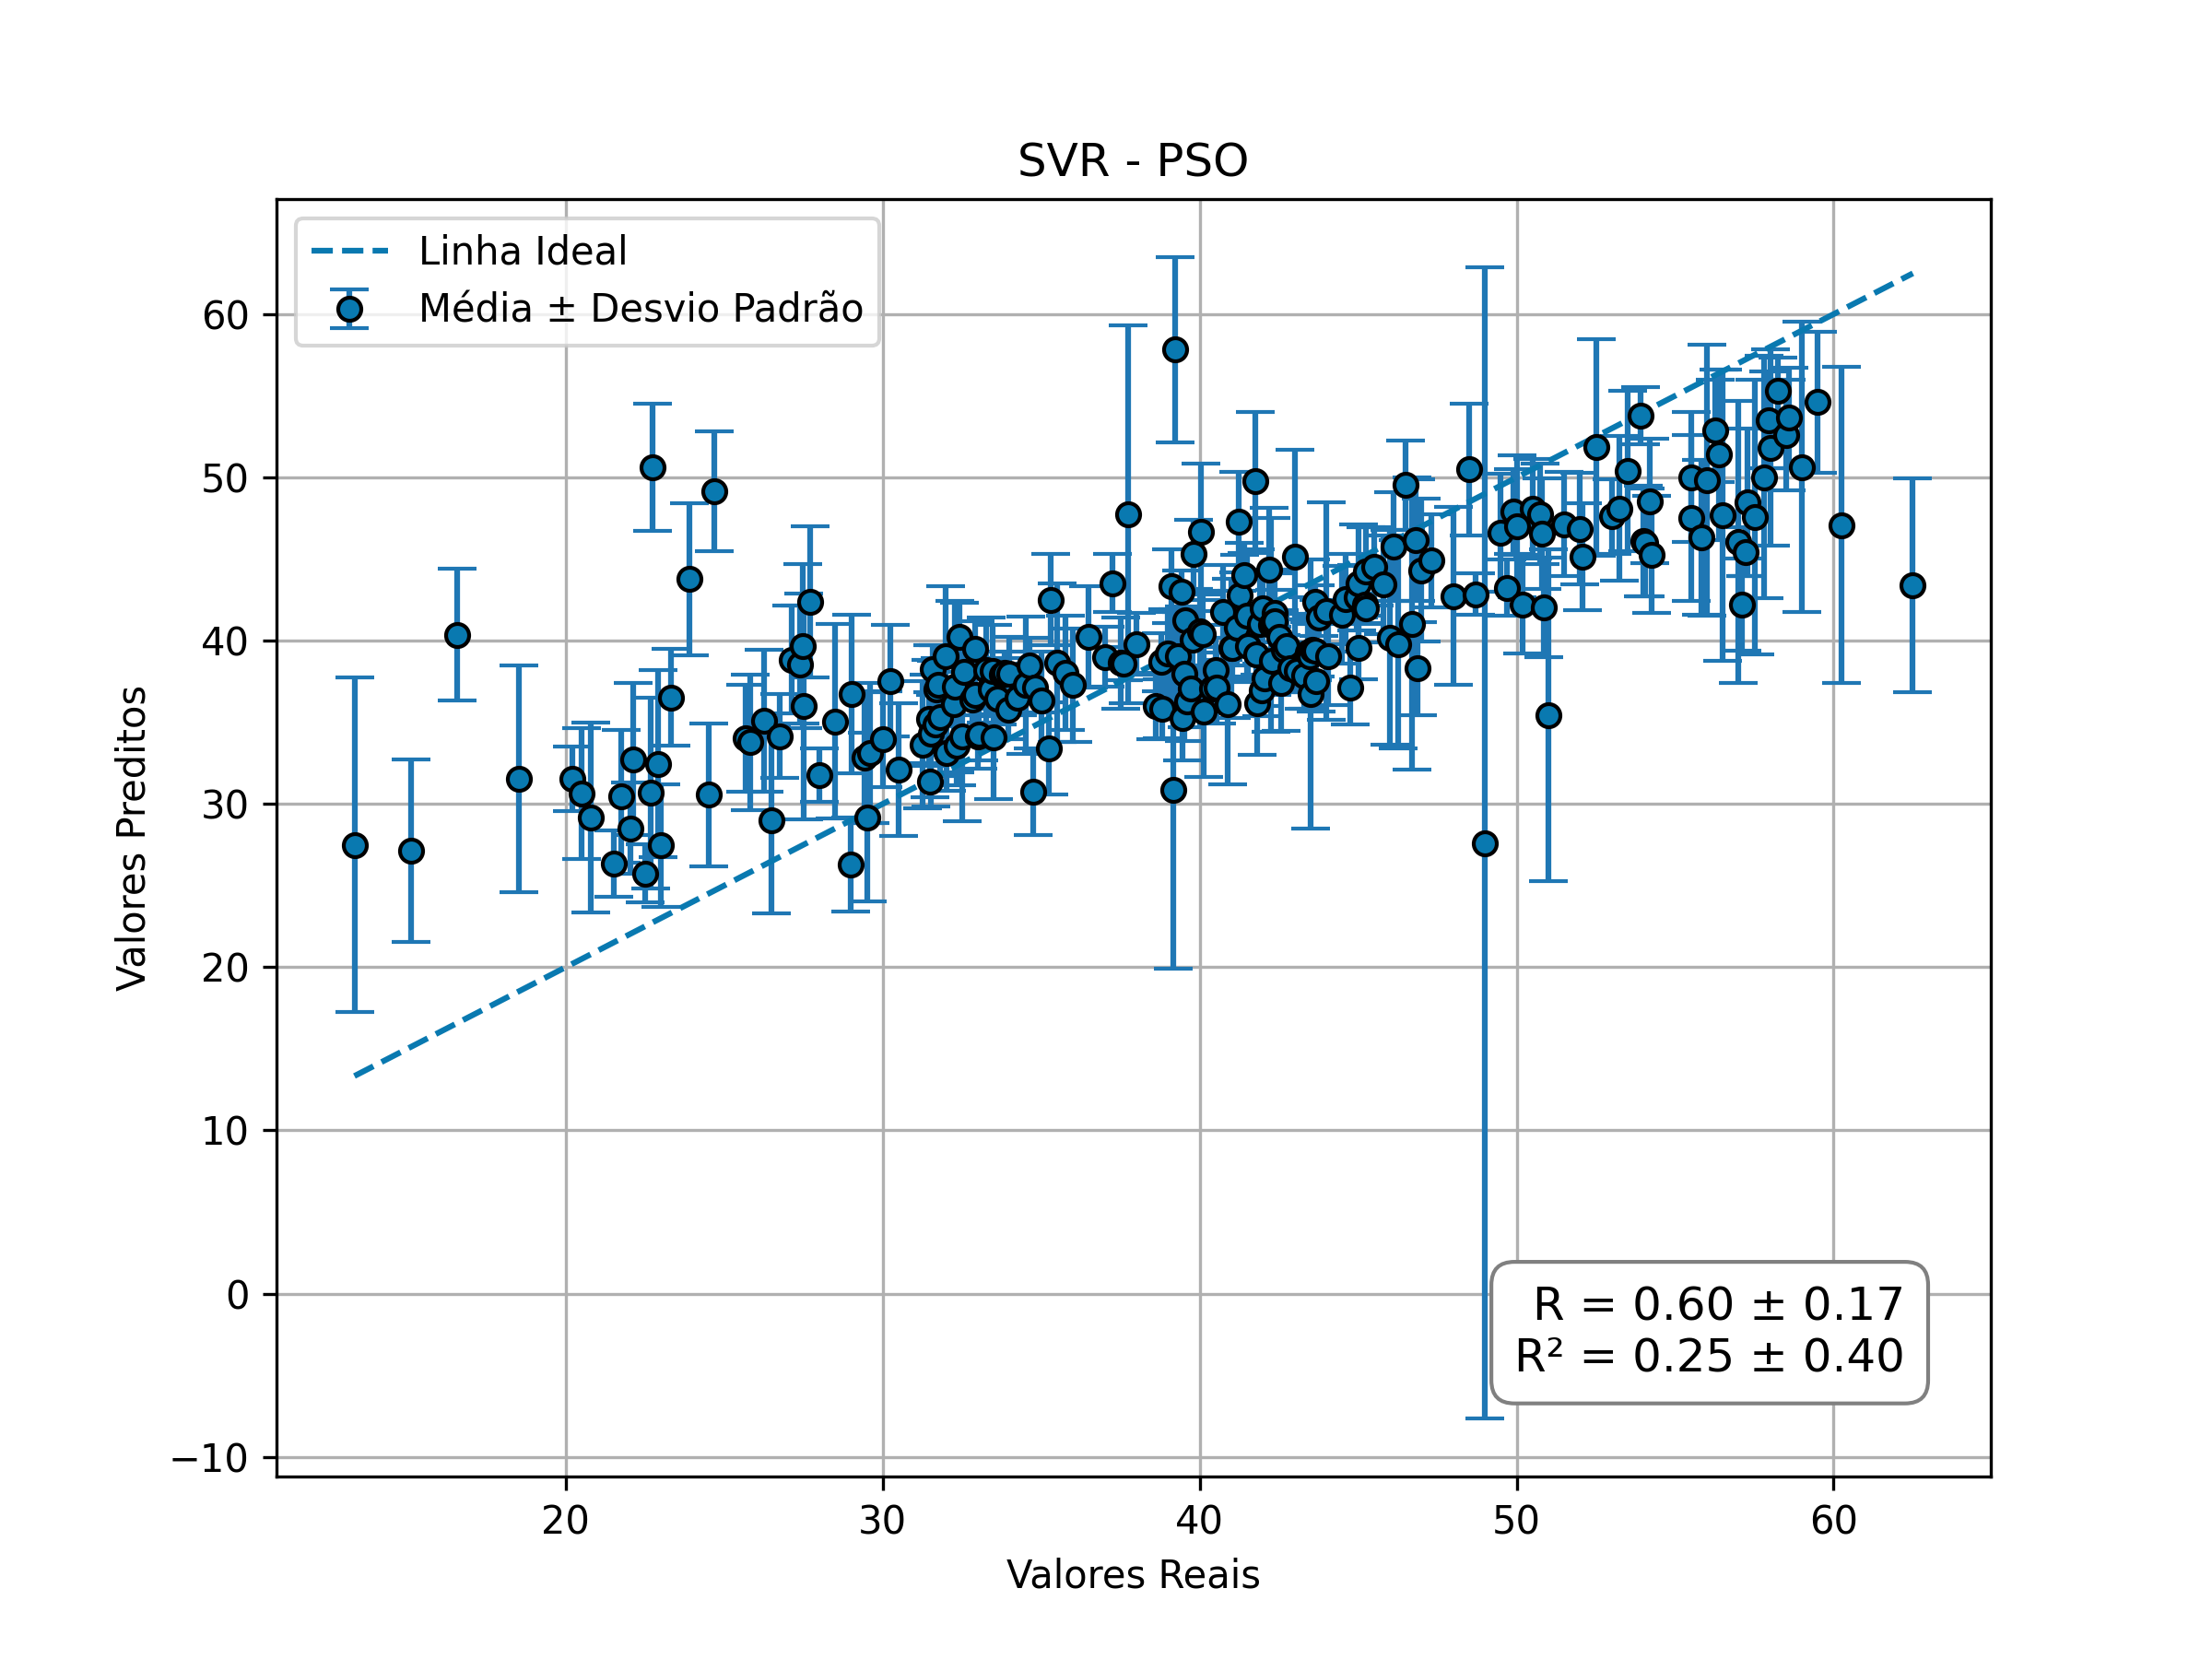 SVR - PSO
Linha Ideal
Média ± Desvio Padrão
Valores Preditos
60
50
40
30
20
10
0
−10
R = 0.60 ± 0.17
R² = 0.25 ± 0.40
20
30
40
50
60
Valores Reais